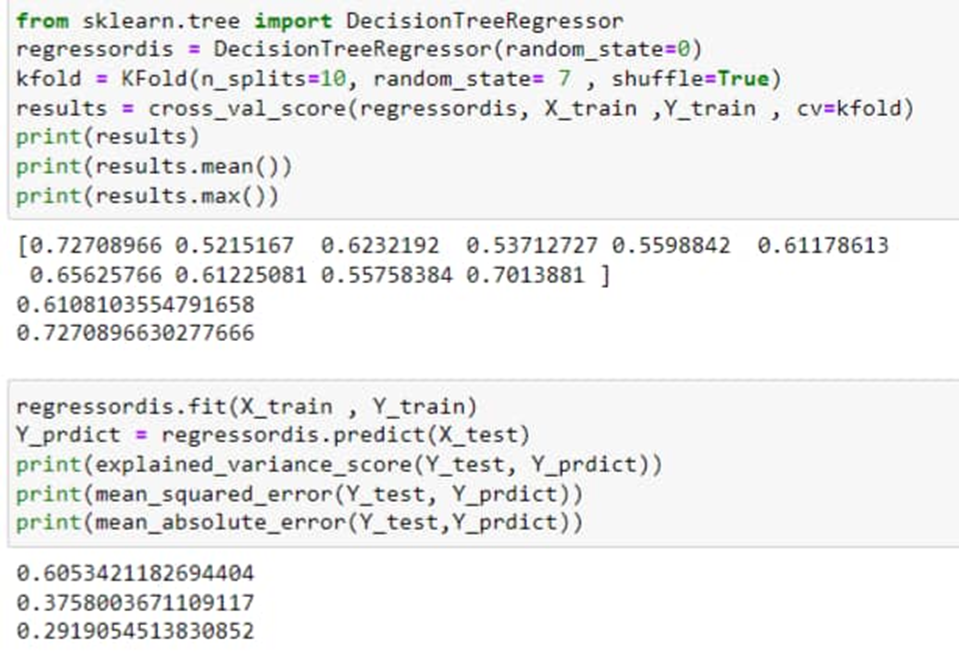 from sklearn.tree import DecisionTreeRegressor
regressordis = DecisionTreeRegressor(random_state=0)
kfold = KFold(n_splits=10, random_state= 7 , shuffle=True)
results = cross_val_score(regressordis, X_train ,Y_train , cv=kfold)
print(results)
print(results.mean())
print(results.max())
[0.72708966 0.5215167  0.6232192  0.53712727 0.5598842  0.61178613
 0.65625766 0.61225081 0.55758384 0.7013881 ]
0.6108103554791658
0.7270896630277666
regressordis.fit(X_train , Y_train)
Y_prdict = regressordis.predict(X_test)
print(explained_variance_score(Y_test, Y_prdict))
print(mean_squared_error(Y_test, Y_prdict))
print(mean_absolute_error(Y_test,Y_prdict))
0.6053421182694404
0.3758003671109117
0.2919054513830852